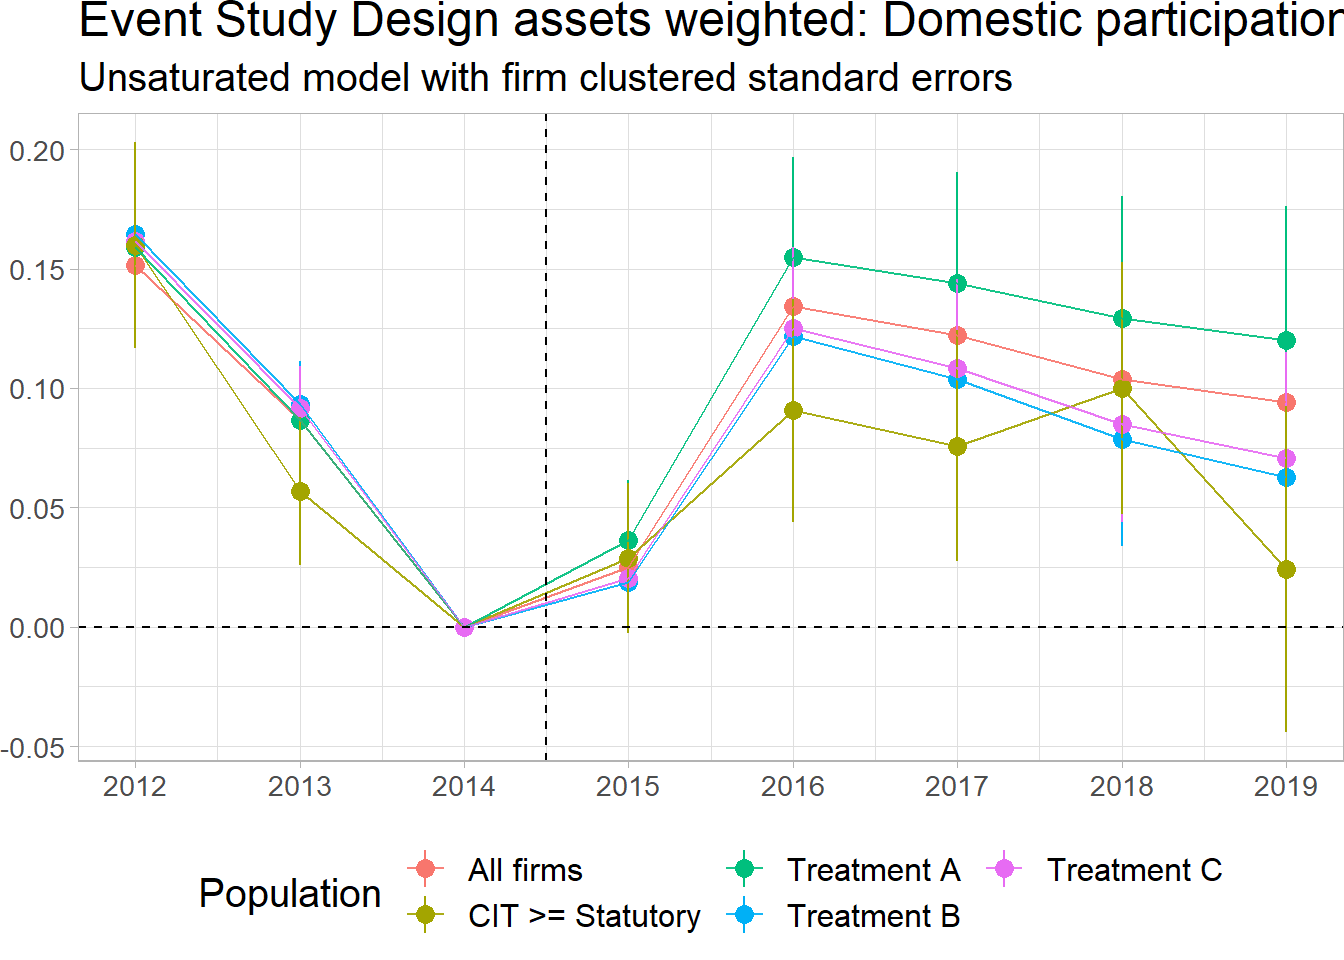 Event Study Design assets weighted: Domestic participation
Unsaturated model with firm clustered standard errors
0.20
0.15
0.10
0.05
0.00
-0.05
2012 2013 2014 2015 2016 2017 2018 2019
Population
All firms Treatment A Treatment C
CIT >= Statutory Treatment B